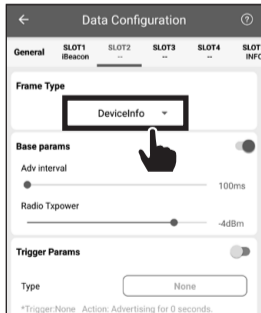 Data Configuration
General SLOT1 SLOT2 SLOT3 SLOT4 SLOT
iBeacon -- -- -- INFO
Frame Type
DeviceInfo
Base params
Adv interval
100ms
Radio Txpower
-4dBm
Trigger Params
Type None
*Trigger:None Action: Advertising for 0 seconds.